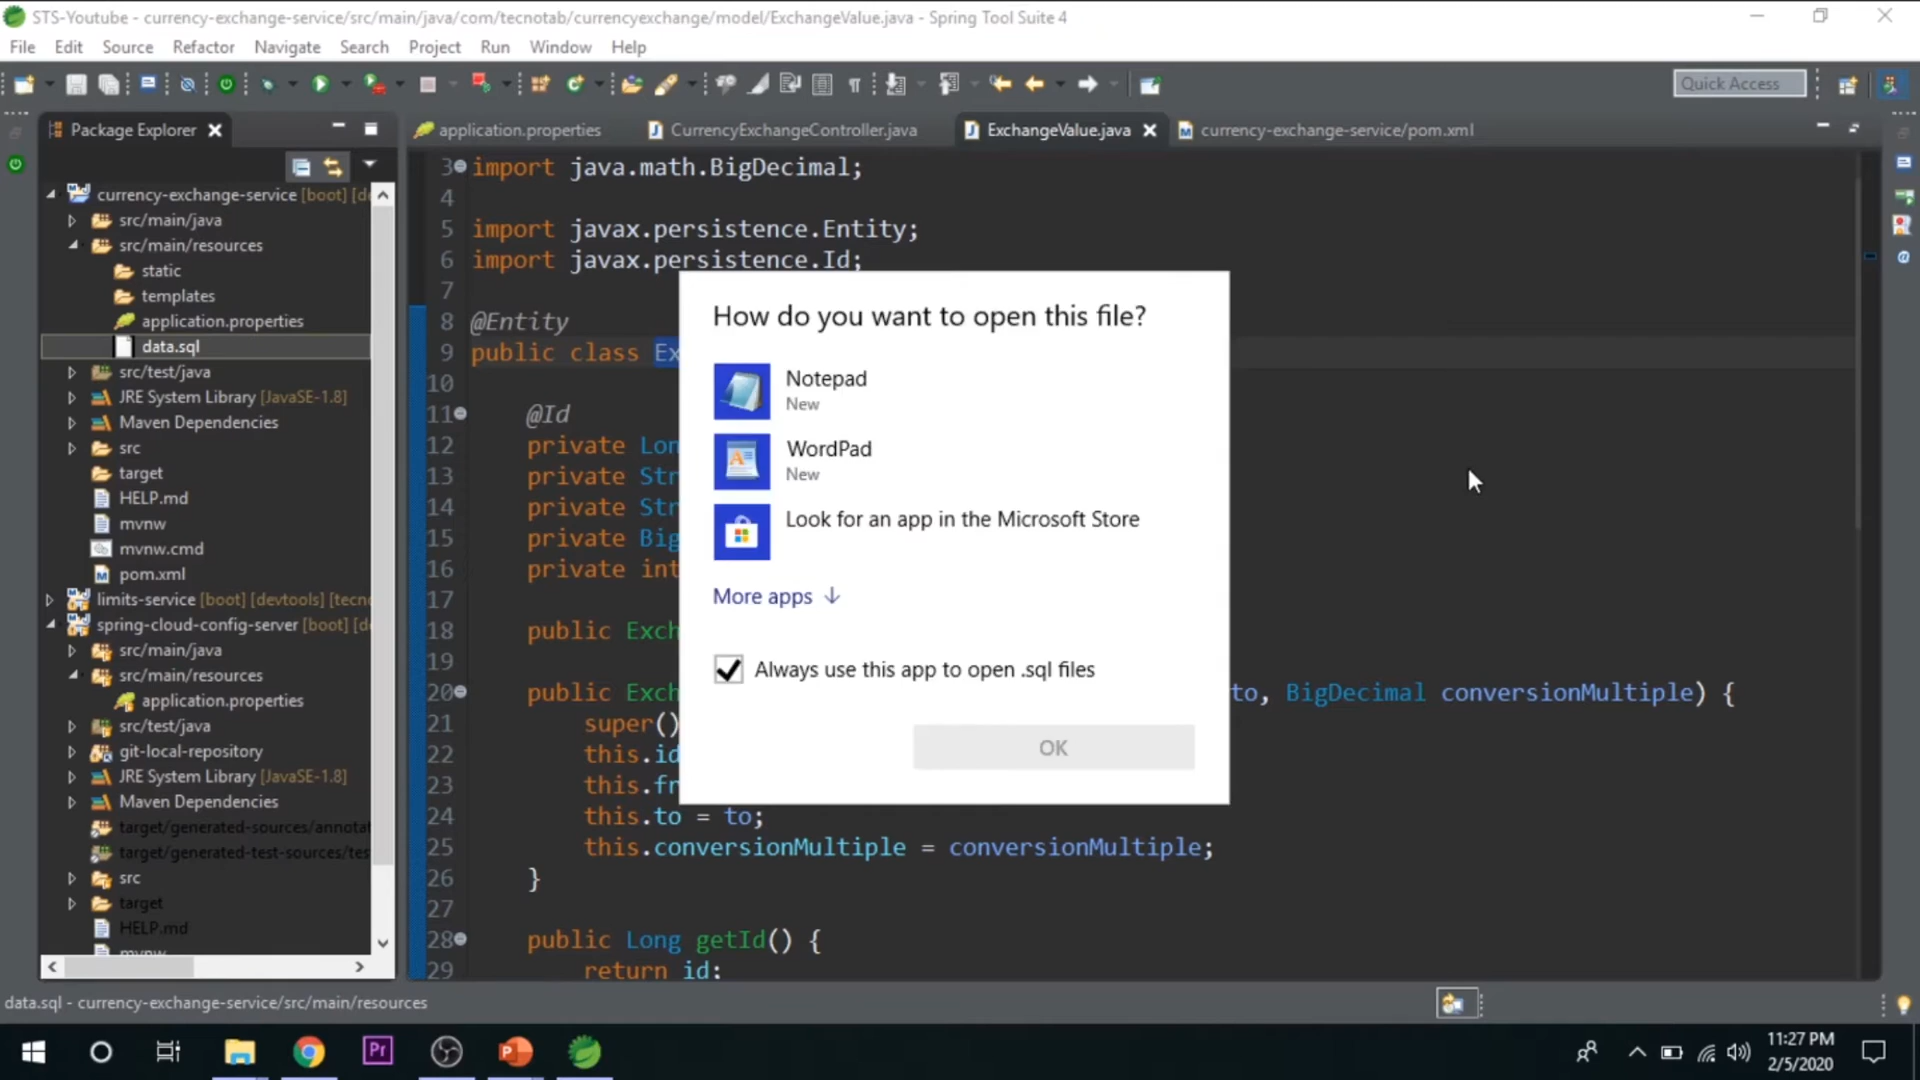 STS-Youtube - currency-exchange-service/src/main/java/com/tecnotab/currencyexchange/model/ExchangeValue.java - Spring Tool Suite 4
File Edit Source Refactor Navigate Search Project Run Window Help
Quick Access
Package Explorer
application.properties
CurrencyExchangeController.java
ExchangeValue.java
currency-exchange-service/pom.xml
currency-exchange-service [boot]
src/main/java
src/main/resources
static
templates
application.properties
data.sql
src/test/java
JRE System Library [JavaSE-1.8]
Maven Dependencies
src
target
HELP.md
mvnw
mvnw.cmd
pom.xml
limits-service [boot] [devtools] [tecn
spring-cloud-config-server [boot]
src/main/java
src/main/resources
application.properties
src/test/java
git-local-repository
JRE System Library [JavaSE-1.8]
Maven Dependencies
target/generated-sources/annotat
target/generated-test-sources/tes
src
target
HELP.md
mvnw
3 import java.math.BigDecimal;
4
5 import javax.persistence.Entity;
6 import javax.persistence.Id;
7
8 @Entity
9 public class Ex
10
11 @Id
12 private Lon
13 private Str
14 private Str
15 private Big
16 private int
17
18 public Exch
19
20 public Exch to, BigDecimal conversionMultiple) {
21 super()
22 this.id
23 this.fr
24 this.to = to;
25 this.conversionMultiple = conversionMultiple;
26 }
27
28 public Long getId() {
29 return id;
How do you want to open this file?
Notepad
New
WordPad
New
Look for an app in the Microsoft Store
More apps
Always use this app to open .sql files
OK
data.sql - currency-exchange-service/src/main/resources
Pr
11:27 PM
2/5/2020